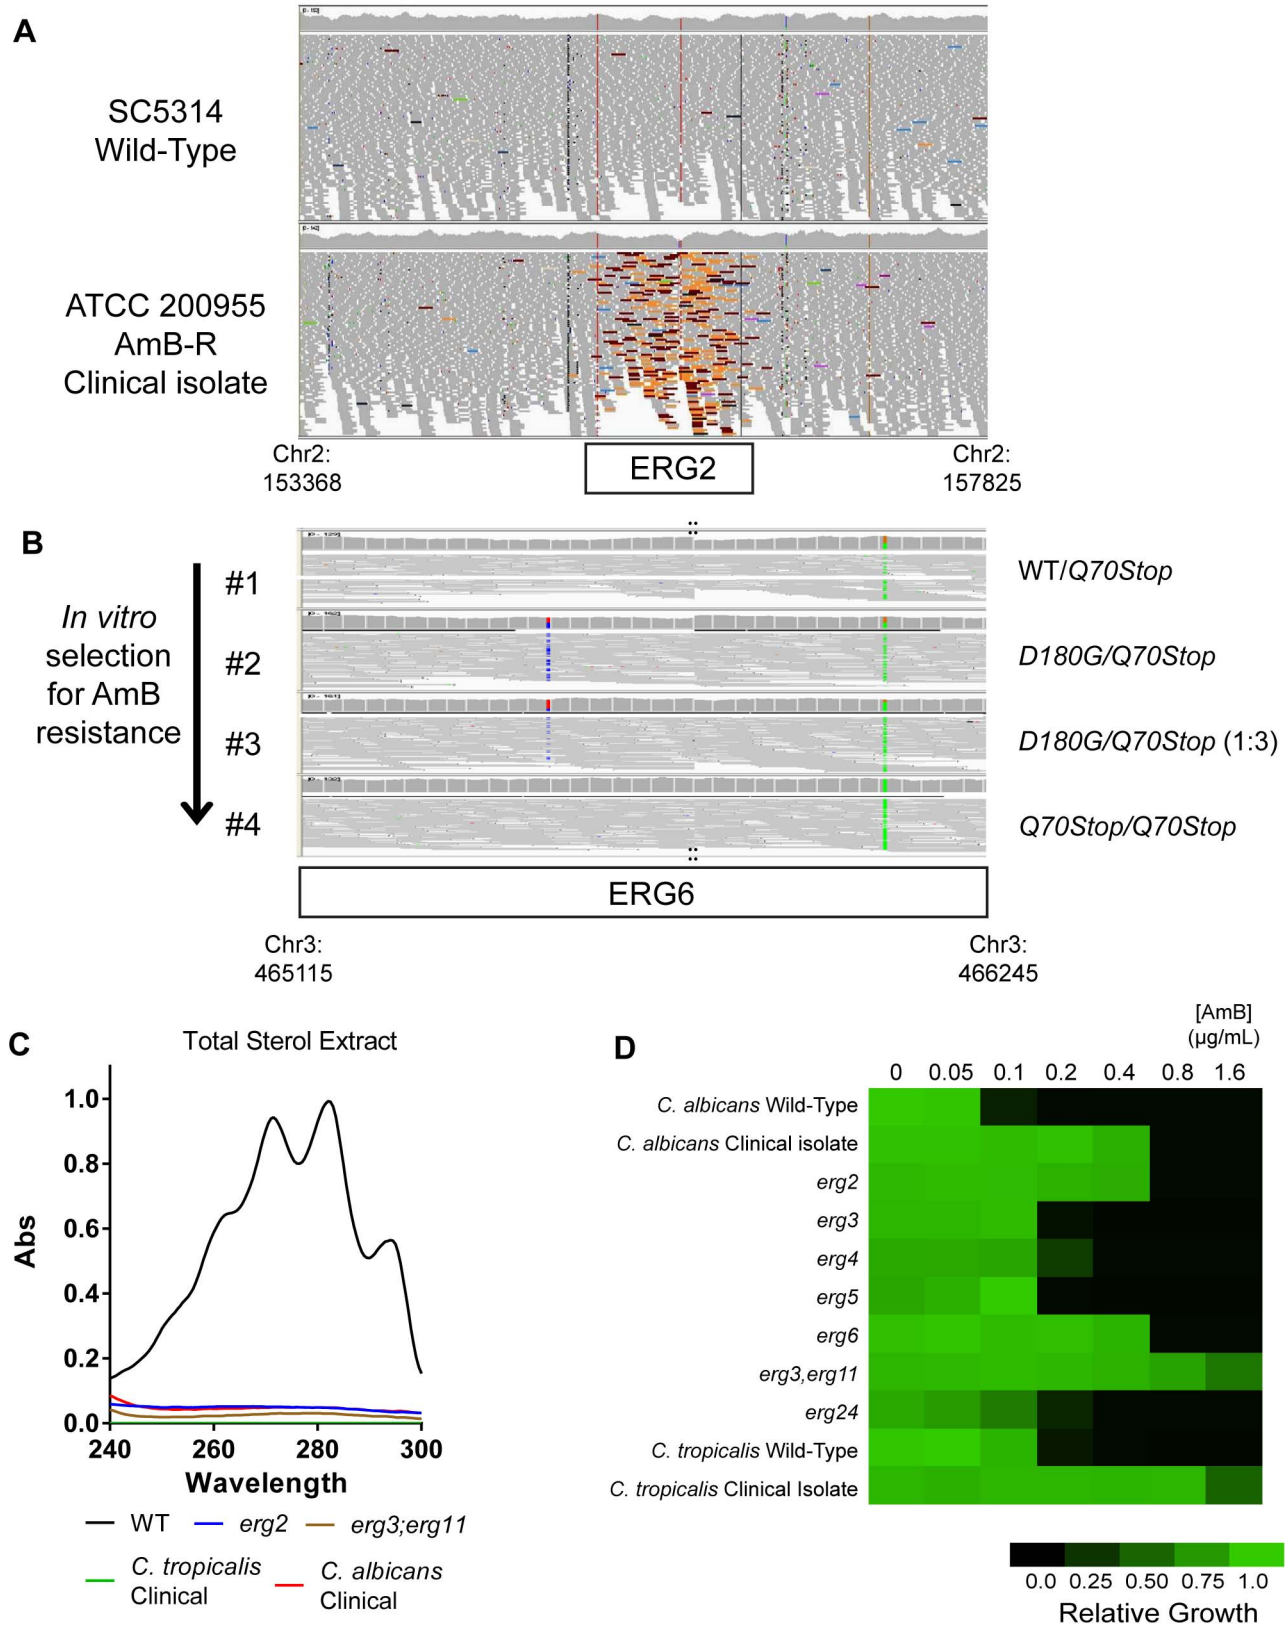 A
SC5314
Wild-Type
ATCC 200955
AmB-R
Clinical isolate
Chr2:
153368
ERG2
Chr2:
157825
B
In vitro
selection
for AmB
resistance
#1
WT/Q70Stop
#2
D180G/Q70Stop
#3
D180G/Q70Stop (1:3)
#4
Q70Stop/Q70Stop
ERG6
Chr3:
465115
Chr3:
466245
C
Total Sterol Extract
Abs
1.0
0.8
0.6
0.4
0.2
0.0
240 260 280 300
Wavelength
WT erg2 erg3;erg11
C. tropicalis
Clinical
C. albicans
Clinical
D
[AmB]
(µg/mL)
0 0.05 0.1 0.2 0.4 0.8 1.6
C. albicans Wild-Type
C. albicans Clinical isolate
erg2
erg3
erg4
erg5
erg6
erg3,erg11
erg24
C. tropicalis Wild-Type
C. tropicalis Clinical Isolate
0.0 0.25 0.50 0.75 1.0
Relative Growth